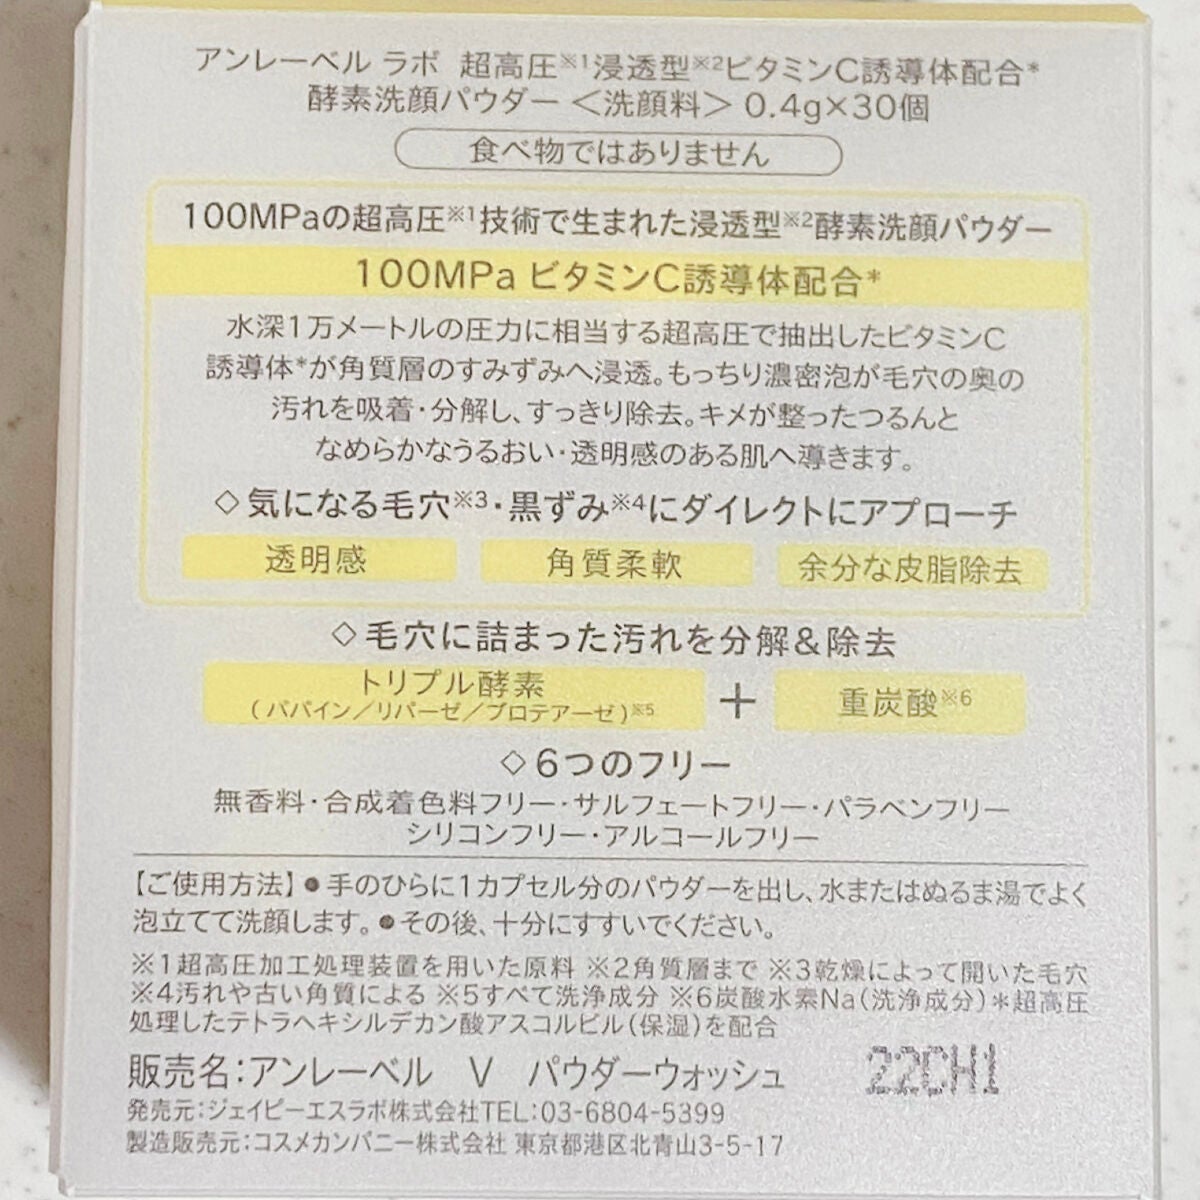 アンレーベル ラボ 超高圧※1浸透型※2ビタミンC誘導体配合*
酵素洗顔パウダー＜洗顔料＞ 0.4g×30個
食べ物ではありません
100MPaの超高圧※1技術で生まれた浸透型※2酵素洗顔パウダー
100MPa ビタミンC誘導体配合*
水深1万メートルの圧力に相当する超高圧で抽出したビタミンC
誘導体*が角質層のすみずみへ浸透。もっちり濃密泡が毛穴の奥の
汚れを吸着・分解し、すっきり除去。キメが整ったつるんと
なめらかなうるおい・透明感のある肌へ導きます。
◇気になる毛穴※3・黒ずみ※4にダイレクトにアプローチ
透明感 角質柔軟 余分な皮脂除去
◇毛穴に詰まった汚れを分解＆除去
トリプル酵素
（パパイン／リパーゼ／プロテアーゼ）※5 ＋ 重炭酸※6
◇6つのフリー
無香料・合成着色料フリー・サルフェートフリー・パラベンフリー
シリコンフリー・アルコールフリー
【ご使用方法】●手のひらに1カプセル分のパウダーを出し、水またはぬるま湯でよく
泡立てて洗顔します。●その後、十分にすすいでください。
※1超高圧加工処理装置を用いた原料 ※2角質層まで ※3乾燥によって開いた毛穴
※4汚れや古い角質による ※5すべて洗浄成分 ※6炭酸水素Na（洗浄成分）*超高圧
処理したテトラヘキシルデカン酸アスコルビル（保湿）を配合
販売名：アンレーベル V パウダーウォッシュ
22CH1
発売元：ジェイピーエスラボ株式会社TEL：03-6804-5399
製造販売元：コスメカンパニー株式会社 東京都港区北青山3-5-17